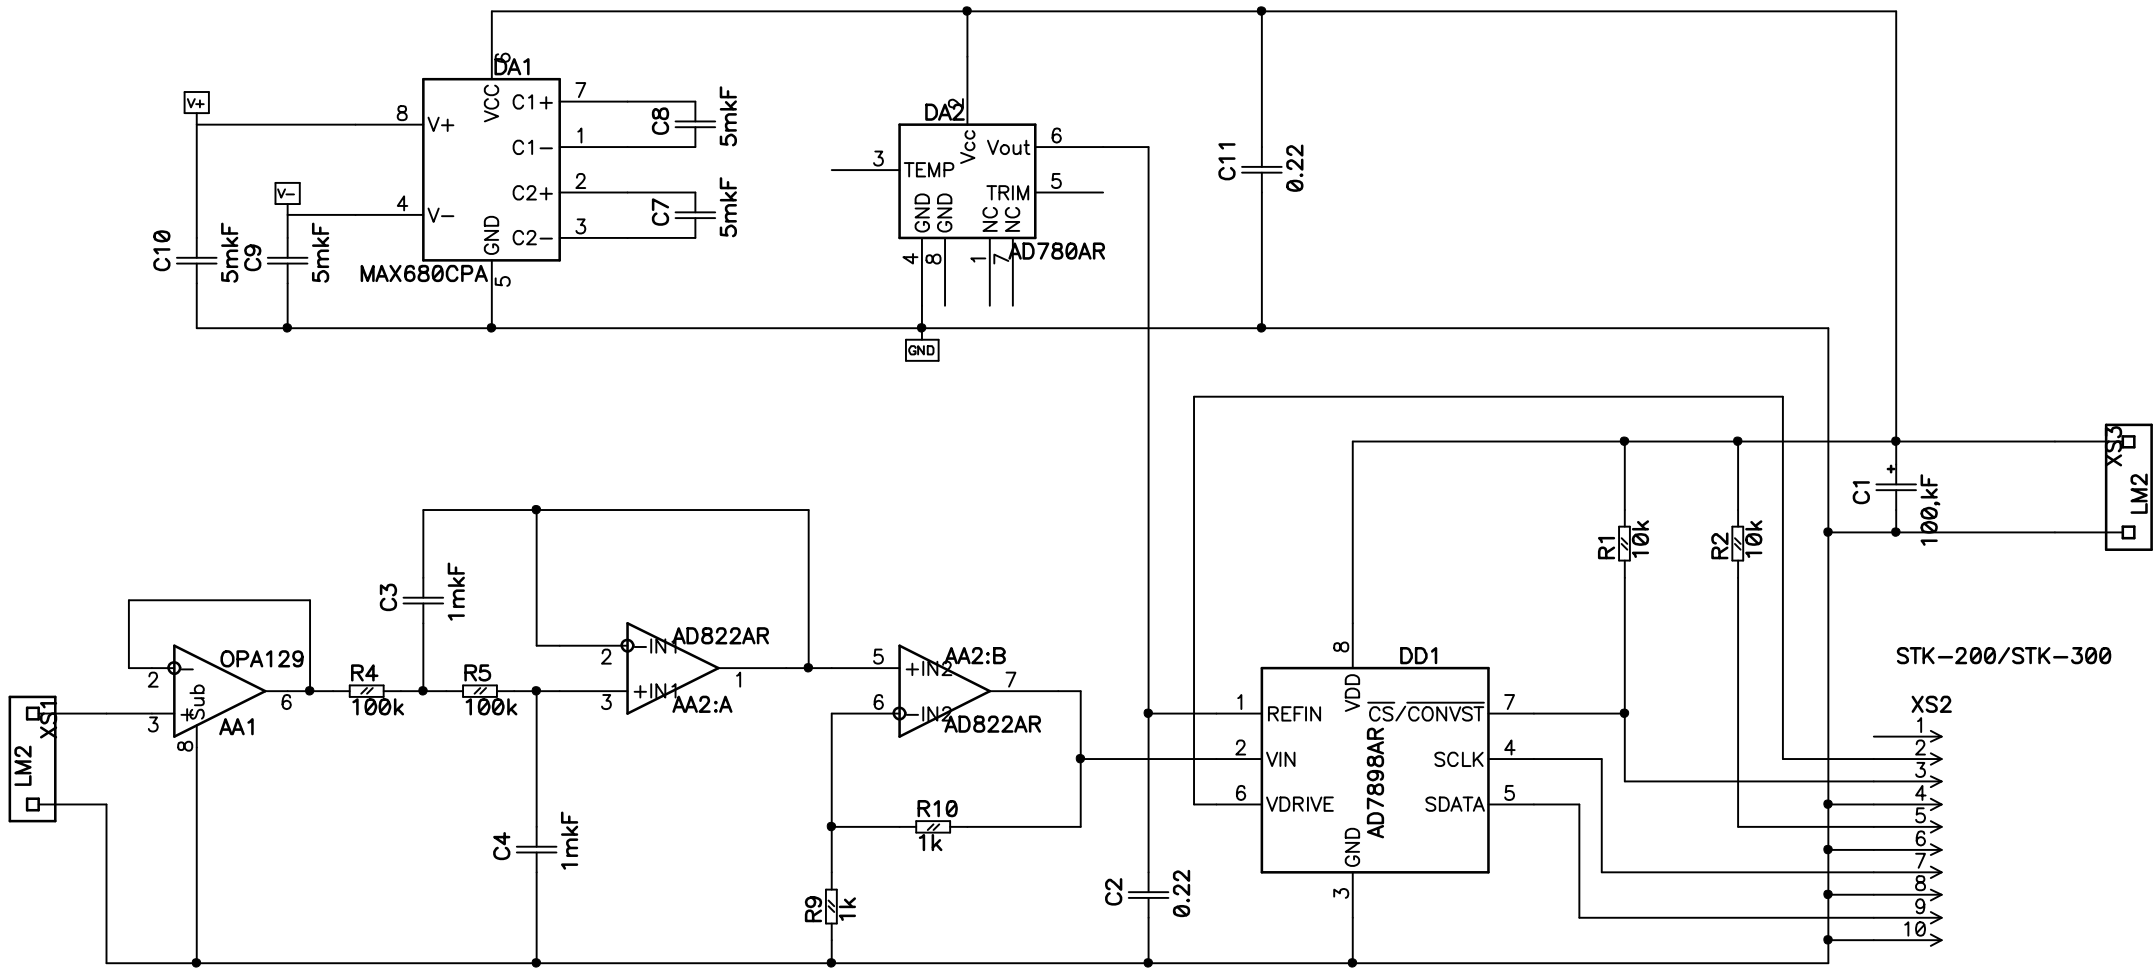 6
DA1
V+
8
V+
VCC
C1+
7
C8
5mkF
C1-
1
V-
4
V-
C2+
2
C7
5mkF
GND
C2-
3
C10
5mkF
C9
5mkF
MAX680CPA
5
2
DA2
Vcc
Vout
6
3
TEMP
TRIM
5
GND
GND
NC
NC
4
8
1
7
AD780AR
GND
C11
0.22
XS3
LM2
C1
+
100,kF
R1
10k
R2
10k
C3
1mkF
OPA129
2
-
3
+
Sub
8
6
AA1
XS1
LM2
R4
100k
R5
100k
C4
1mkF
AD822AR
2
-IN1
3
+IN1
1
AA2:A
AA2:B
5
+IN2
6
-IN2
7
AD822AR
R10
1k
R9
1k
C2
0.22
DD1
8
VDD
1
REFIN
CS/CONVST
7
2
VIN
SCLK
4
6
VDRIVE
SDATA
5
AD7898AR
GND
3
STK-200/STK-300
XS2
1
2
3
4
5
6
7
8
9
10